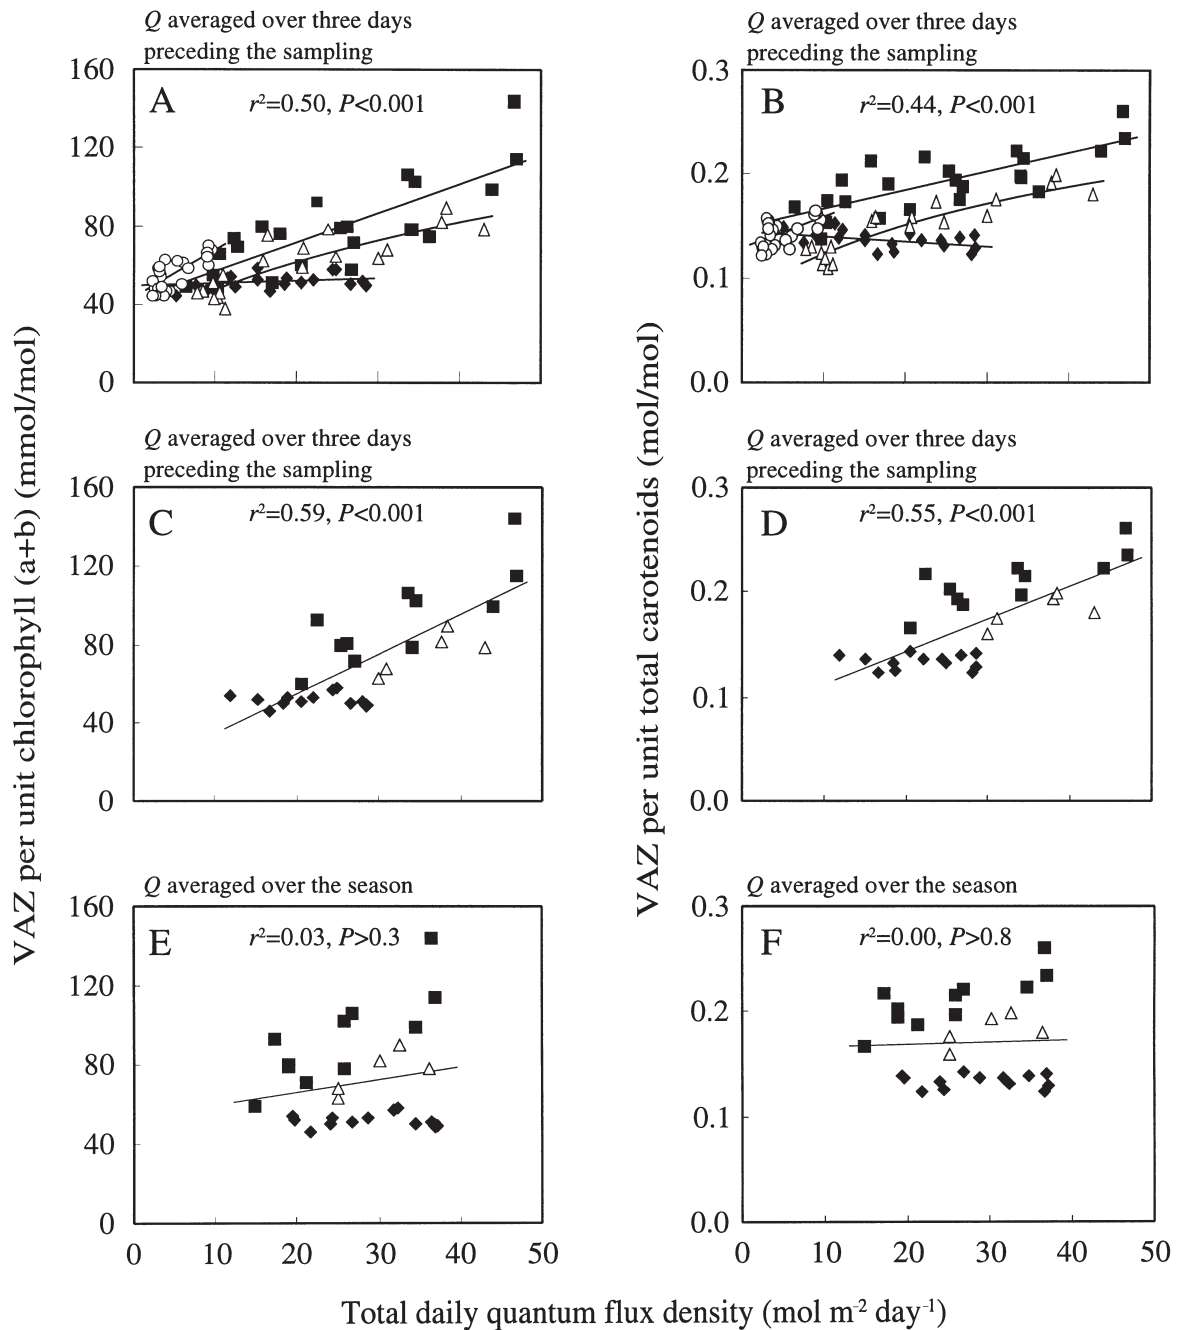 Q averaged over three days
preceding the sampling
160
120
80
40
0
A
r²=0.50, P<0.001
Q averaged over three days
preceding the sampling
0.3
0.2
0.1
0.0
B
r²=0.44, P<0.001
Q averaged over three days
preceding the sampling
160
120
80
40
0
C
r²=0.59, P<0.001
Q averaged over three days
preceding the sampling
0.3
0.2
0.1
0.0
D
r²=0.55, P<0.001
Q averaged over the season
160
120
80
40
0
E
r²=0.03, P>0.3
0 10 20 30 40 50
Q averaged over the season
0.3
0.2
0.1
0.0
F
r²=0.00, P>0.8
0 10 20 30 40 50
VAZ per unit chlorophyll (a+b) (mmol/mol)
VAZ per unit total carotenoids (mol/mol)
Total daily quantum flux density (mol m⁻² day⁻¹)